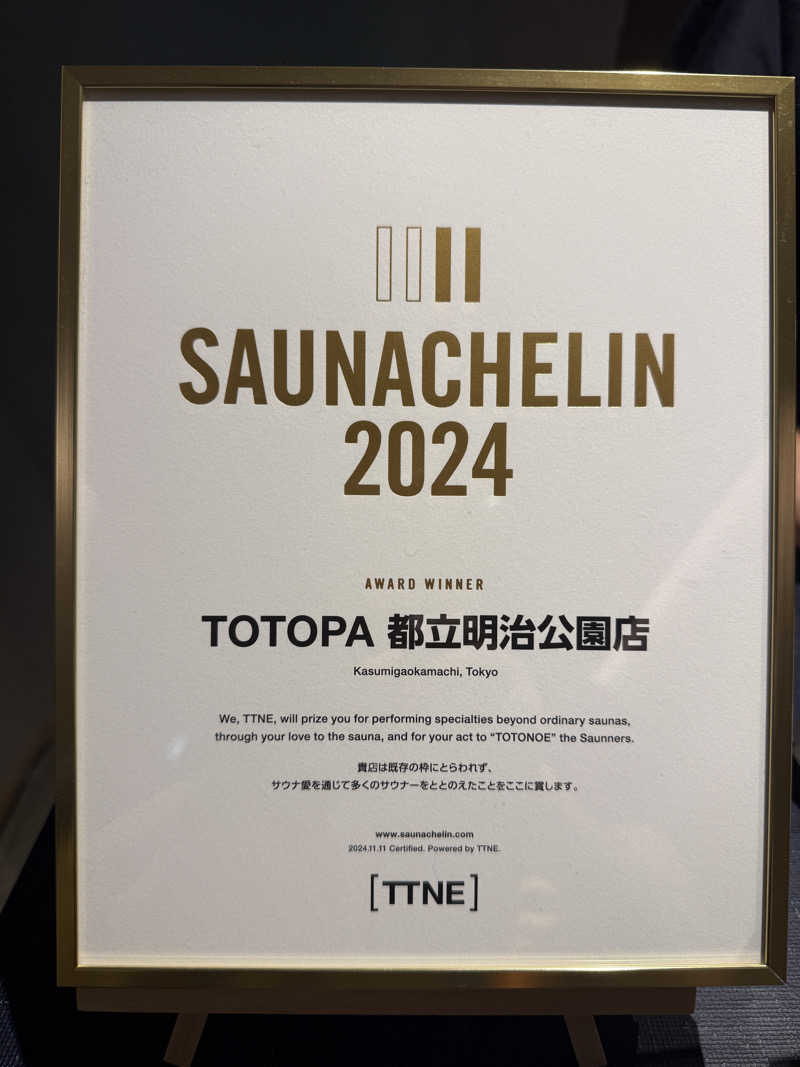 SAUNACHELIN
2024
AWARD WINNER
TOTOPA 都立明治公園店
Kasumigaokamachi, Tokyo
We, TTNE, will prize you for performing specialties beyond ordinary saunas,
through your love to the sauna, and for your act to “TOTONOE” the Saunners.
貴店は既存の枠にとらわれず、
サウナ愛を通じて多くのサウナーをととのえたことをここに賞します。
www.saunachelin.com
2024.11.11 Certified. Powered by TTNE.
[TTNE]